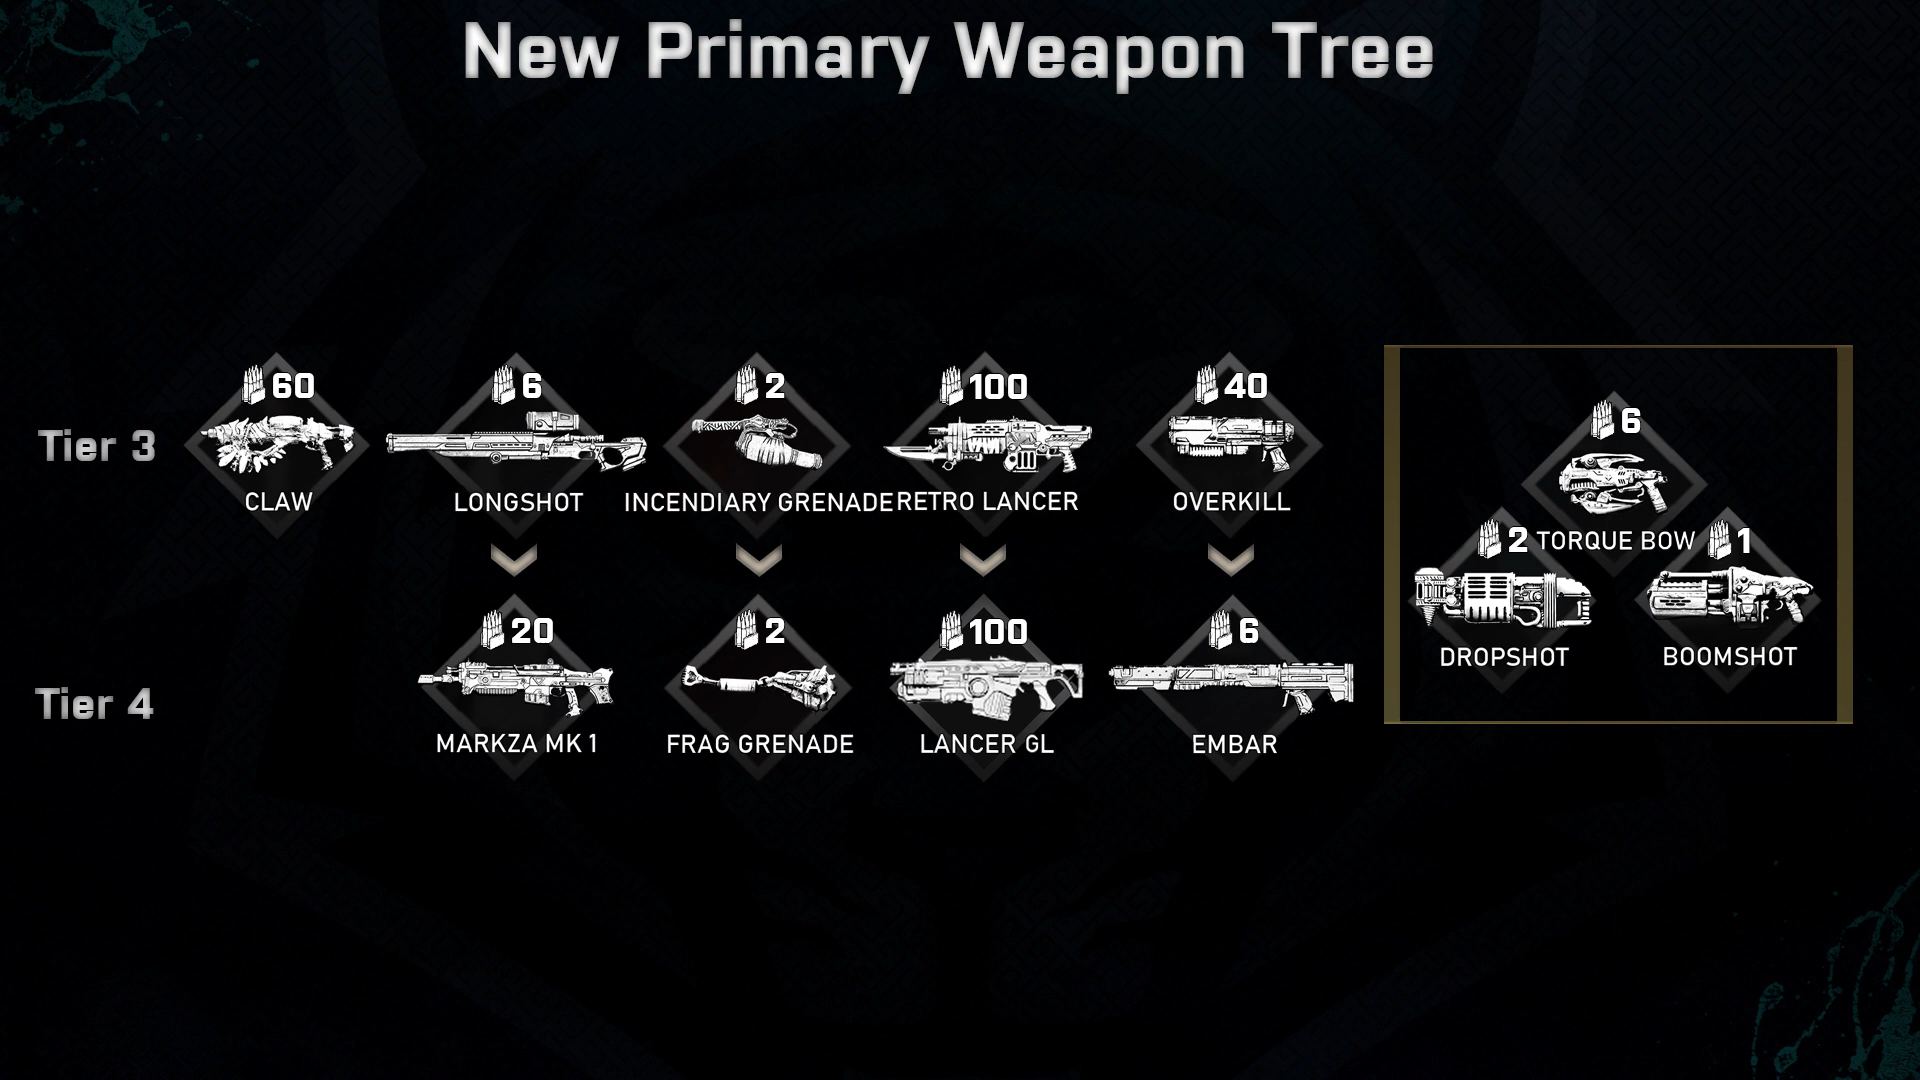 New Primary Weapon Tree
Tier 3
60
CLAW
6
LONGSHOT
2
INCENDIARY GRENADE
100
RETRO LANCER
40
OVERKILL
Tier 4
20
MARKZA MK 1
2
FRAG GRENADE
100
LANCER GL
6
EMBAR
6
TORQUE BOW
2
DROPSHOT
1
BOOMSHOT